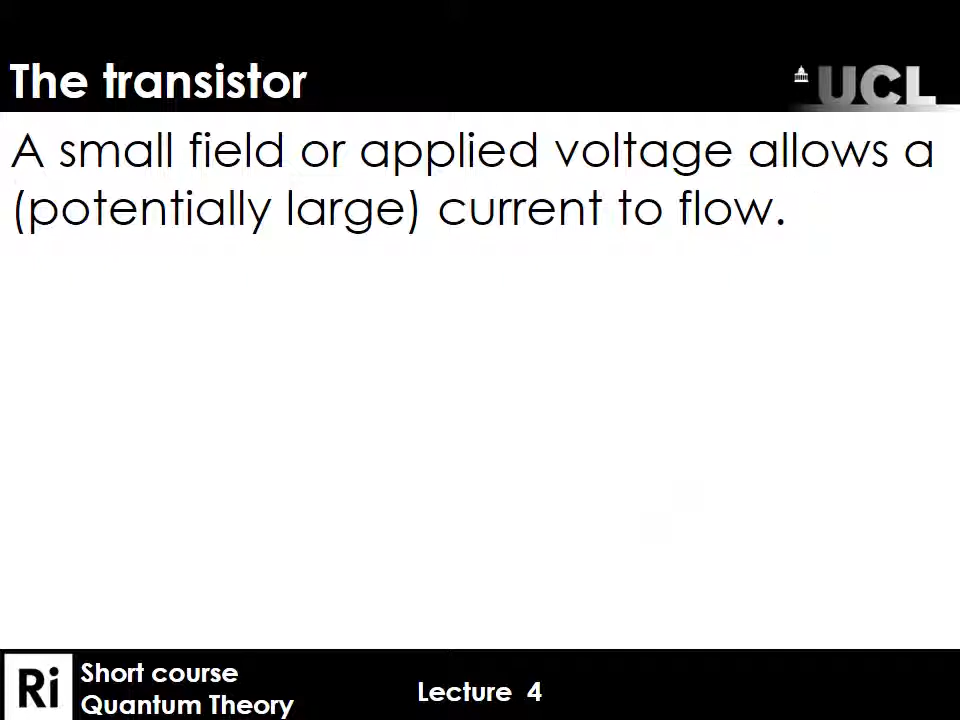 The transistor
UCL
A small field or applied voltage allows a
(potentially large) current to flow.
Ri
Short course
Quantum Theory
Lecture 4